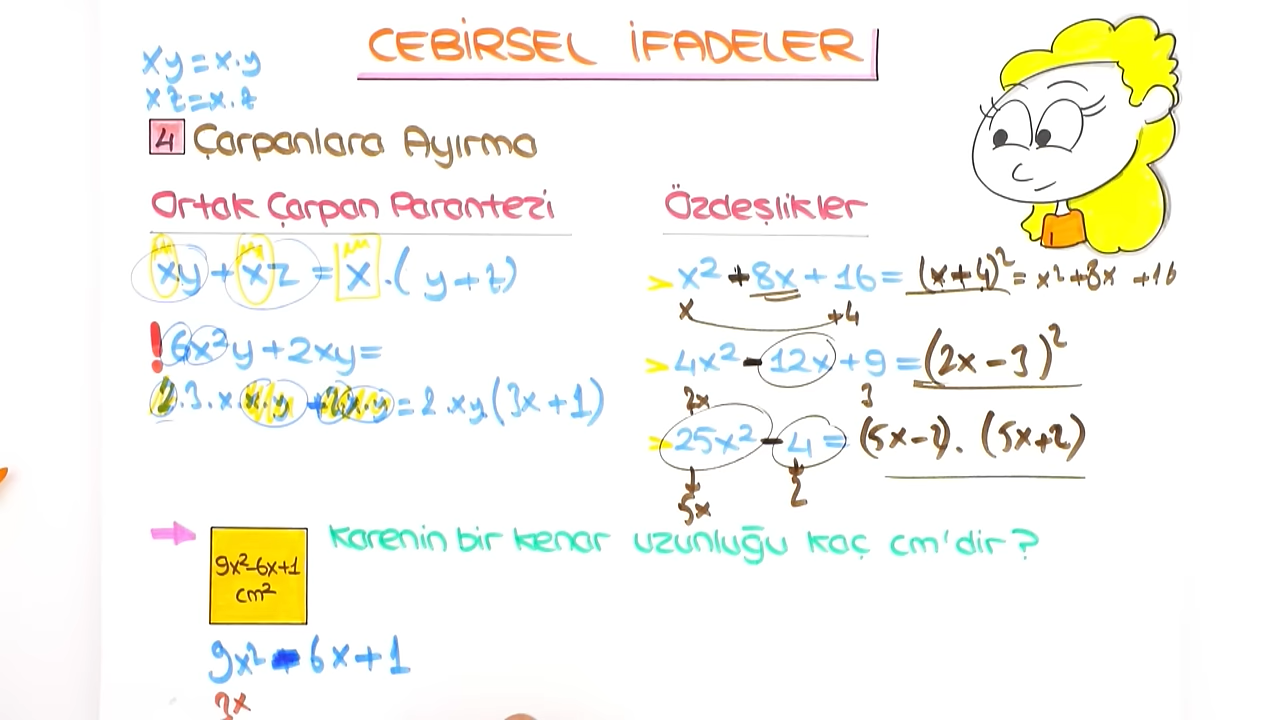 CEBİRSEL İFADELER
xy = x.y
xz = x.z
4 Çarpanlara Ayırma
Ortak Çarpan Parantezi
xy + xz = x.( y + z)
! 6x²y + 2xy =
2.3.x.x.y + 2.x.y = 2.xy.(3x + 1)
Özdeşlikler
> x² + 8x + 16 = (x + 4)² = x² + 8x + 16
x +4
> 4x² - 12x + 9 = (2x - 3)²
2x 3
> 25x² - 4 = (5x - 2). (5x + 2)
5x 2
Karenin bir kenar uzunluğu kaç cm'dir?
9x²-6x+1
cm²
9x² - 6x + 1
3x